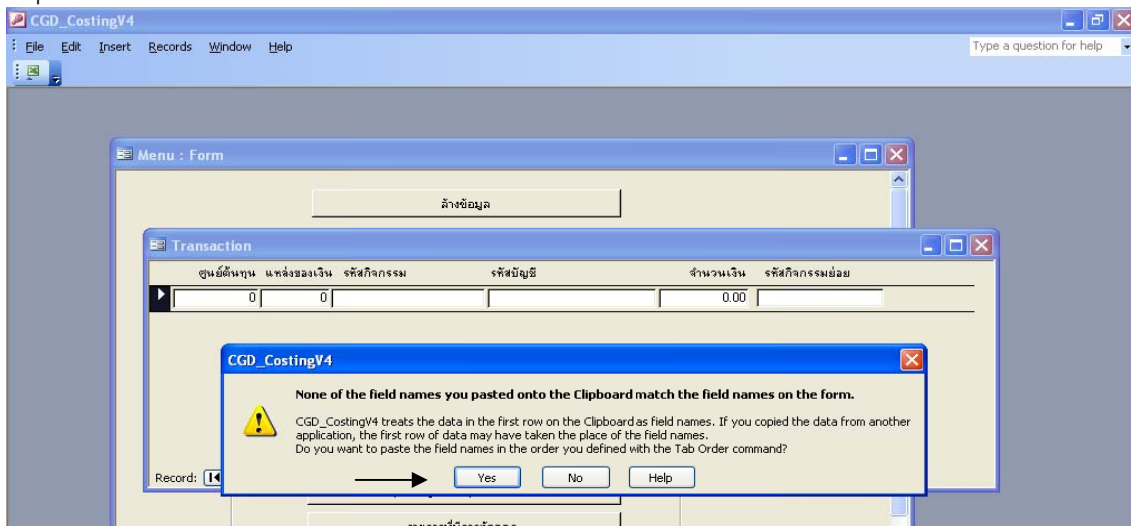 CGD_CostingV4
File Edit Insert Records Window Help
Type a question for help
Menu : Form
ล้างข้อมูล
Transaction
ศูนย์ต้นทุน แหล่งของเงิน รหัสกิจกรรม รหัสบัญชี จำนวนเงิน รหัสกิจกรรมย่อย
0 0 0.00
CGD_CostingV4
None of the field names you pasted onto the Clipboard match the field names on the form.
CGD_CostingV4 treats the data in the first row on the Clipboard as field names. If you copied the data from another
application, the first row of data may have taken the place of the field names.
Do you want to paste the field names in the order you defined with the Tab Order command?
Record:
Yes No Help